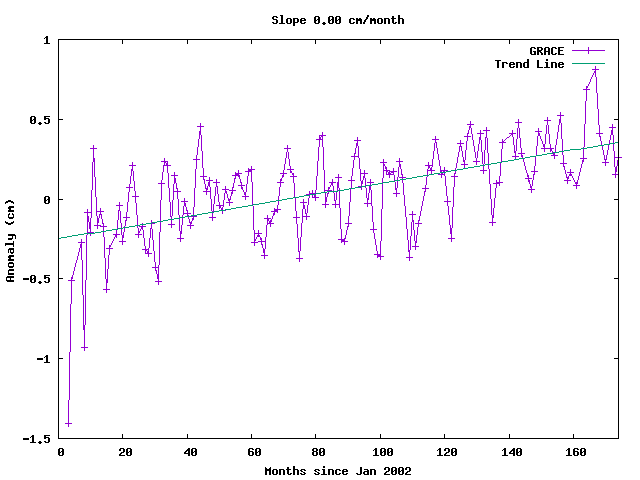 Slope 0.00 cm/month
GRACE
Trend Line
1
0.5
0
-0.5
-1
-1.5
Anomaly (cm)
0 20 40 60 80 100 120 140 160
Months since Jan 2002